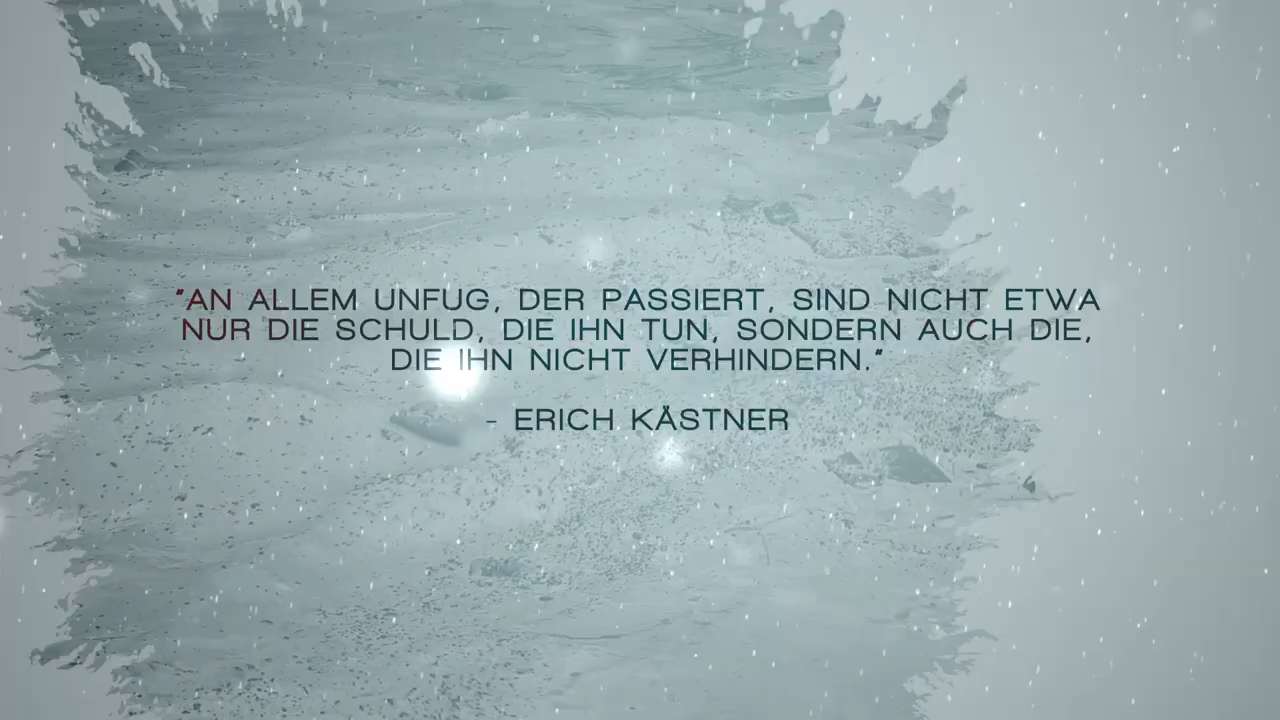 "AN ALLEM UNFUG, DER PASSIERT, SIND NICHT ETWA
NUR DIE SCHULD, DIE IHN TUN, SONDERN AUCH DIE,
DIE IHN NICHT VERHINDERN."
- ERICH KÄSTNER